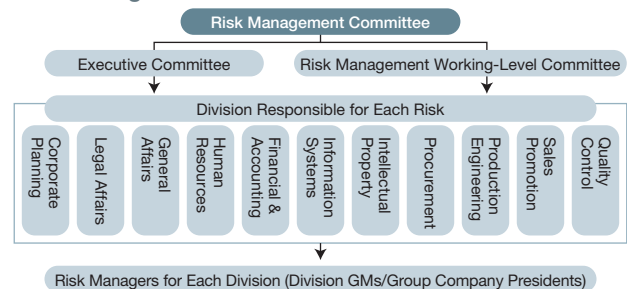 Risk Management Committee
Executive Committee
Risk Management Working-Level Committee
Division Responsible for Each Risk
Corporate
Planning
Legal Affairs
General
Affairs
Human
Resources
Financial &
Accounting
Information
Systems
Intellectual
Property
Procurement
Production
Engineering
Sales
Promotion
Quality
Control
Risk Managers for Each Division (Division GMs/Group Company Presidents)